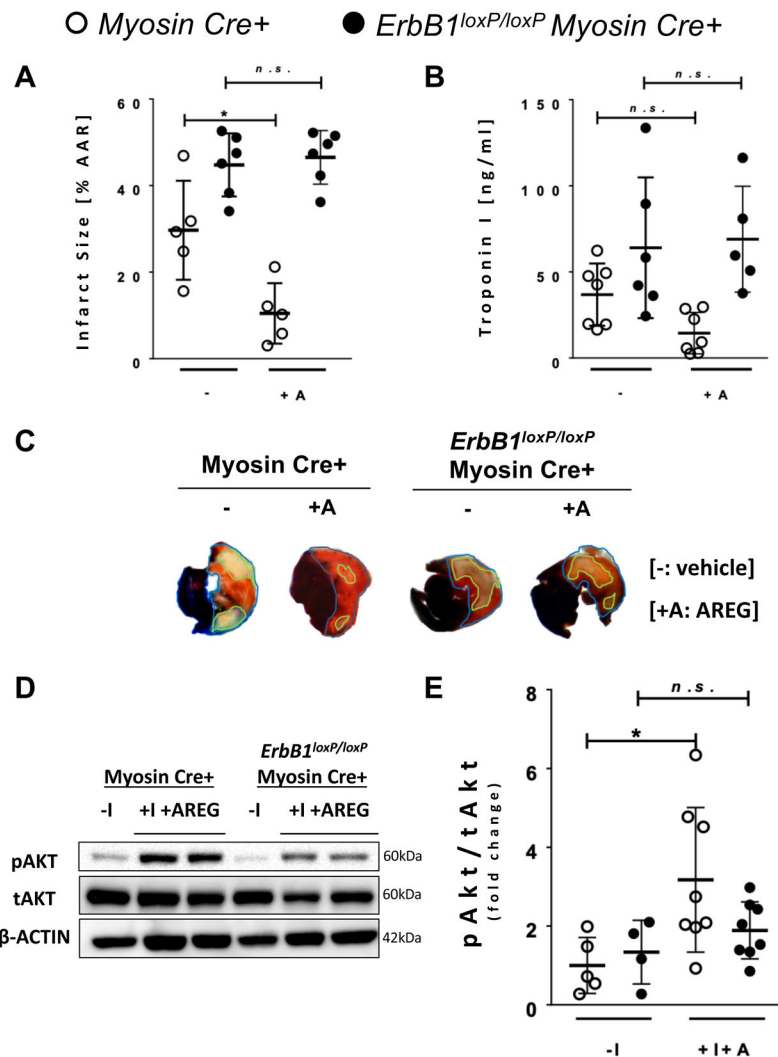 Myosin Cre+ ErbB1loxP/loxP Myosin Cre+
A
n.s.
*
Infarct Size [% AAR]
60
40
20
0
- + A
B
n.s.
n.s.
Troponin I [ng/ml]
150
100
50
0
- + A
C
Myosin Cre+
ErbB1loxP/loxP
Myosin Cre+
- +A - +A
[-: vehicle]
[+A: AREG]
D
Myosin Cre+
ErbB1loxP/loxP
Myosin Cre+
-I +I +AREG -I +I +AREG
pAKT 60kDa
tAKT 60kDa
β-ACTIN 42kDa
E
n.s.
*
pAkt/tAkt
(fold change)
8
6
4
2
0
-I + I + A